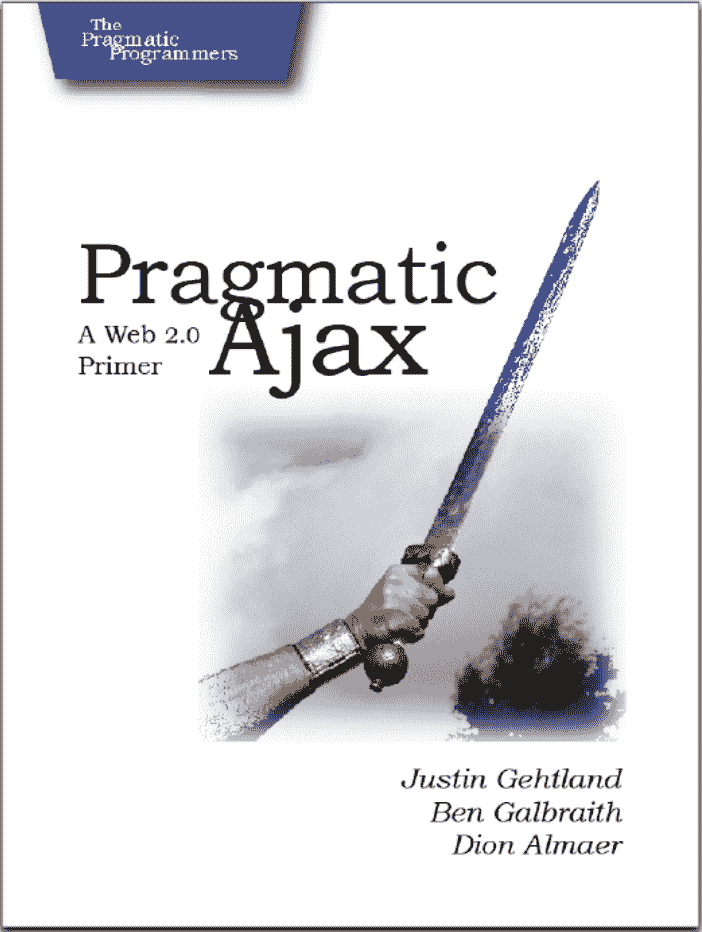 The
Pragmatic
Programmers
Pragmatic
A Web 2.0
Primer
Ajax
Justin Gehtland
Ben Galbraith
Dion Almaer